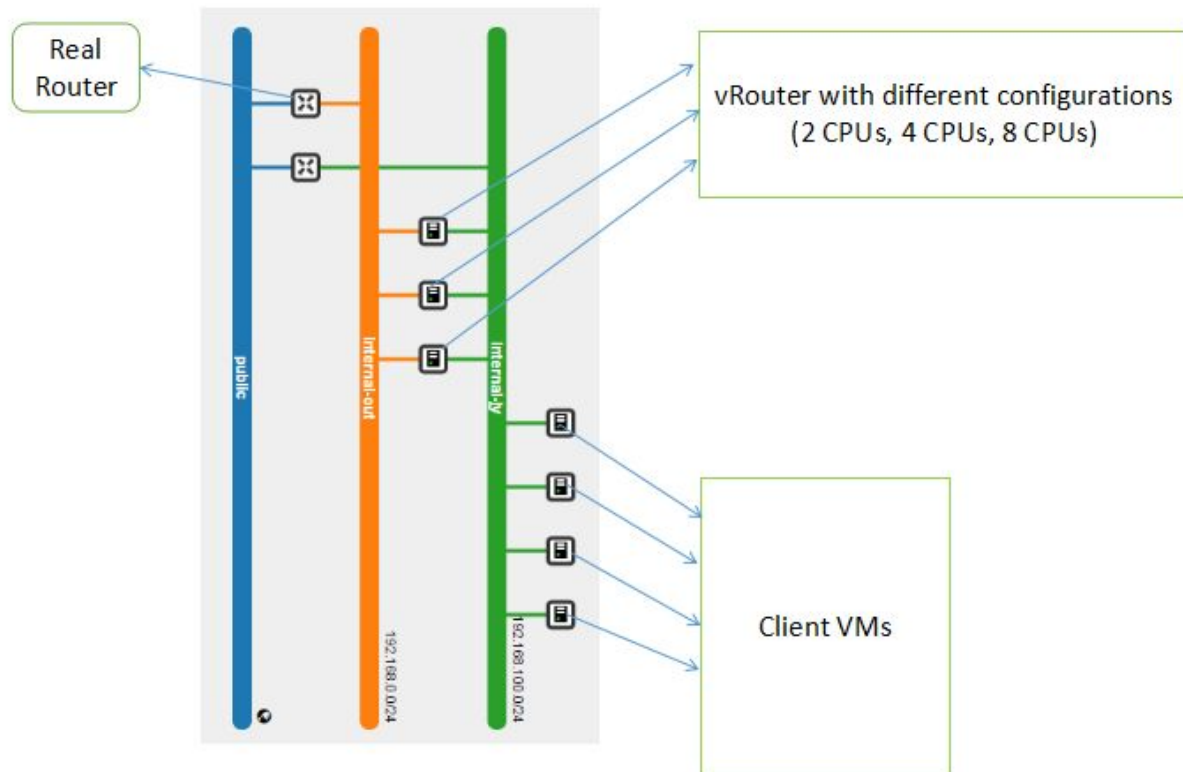 Real
Router
vRouter with different configurations
(2 CPUs, 4 CPUs, 8 CPUs)
public
internal-out
internal-jy
192.168.0.0/24
192.168.100.0/24
Client VMs